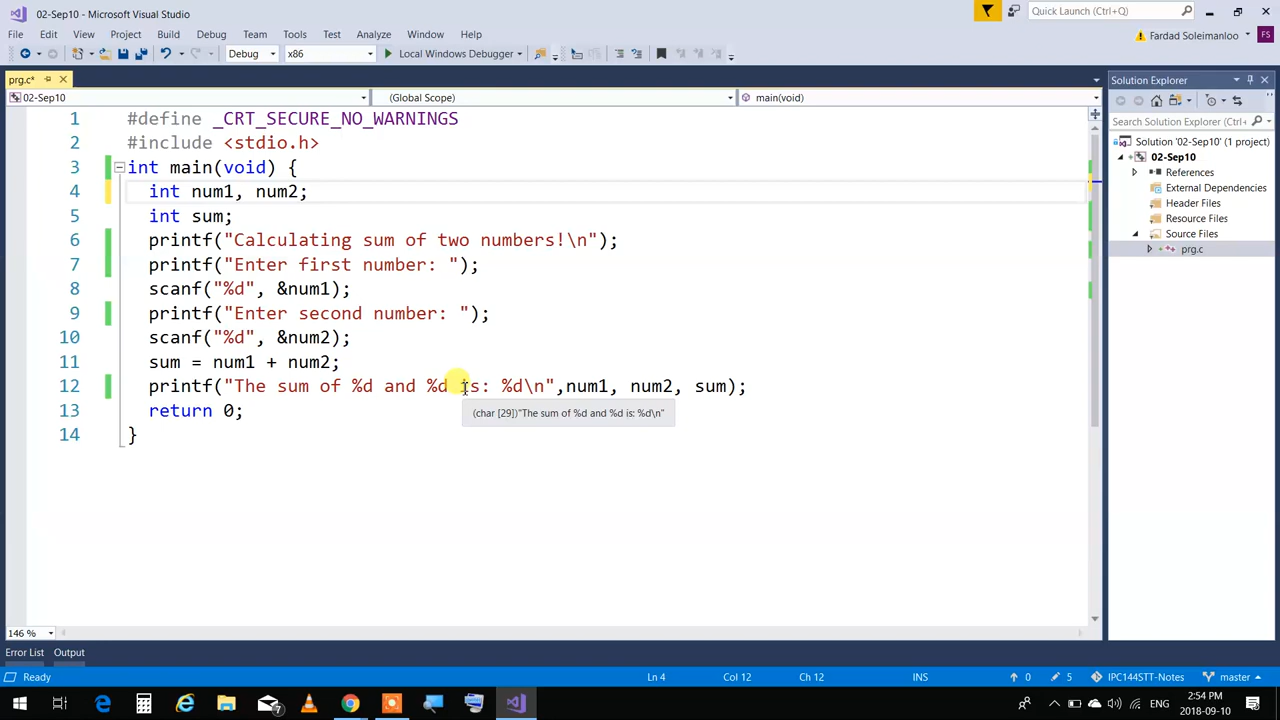 02-Sep10 - Microsoft Visual Studio
Quick Launch (Ctrl+Q)
File Edit View Project Build Debug Team Tools Test Analyze Window Help
Fardad Soleimanloo FS
Debug x86 Local Windows Debugger
prg.c*
02-Sep10 (Global Scope) main(void)
1 #define _CRT_SECURE_NO_WARNINGS
2 #include <stdio.h>
3 int main(void) {
4 int num1, num2;
5 int sum;
6 printf("Calculating sum of two numbers!\n");
7 printf("Enter first number: ");
8 scanf("%d", &num1);
9 printf("Enter second number: ");
10 scanf("%d", &num2);
11 sum = num1 + num2;
12 printf("The sum of %d and %d is: %d\n",num1, num2, sum);
(char [29])"The sum of %d and %d is: %d\n"
13 return 0;
14 }
146 %
Solution Explorer
Search Solution Explorer (Ctrl+
Solution '02-Sep10' (1 project)
02-Sep10
References
External Dependencies
Header Files
Resource Files
Source Files
prg.c
Error List Output
Ready Ln 4 Col 12 Ch 12 INS 0 5 IPC144STT-Notes master
7
ENG
2:54 PM
2018-09-10